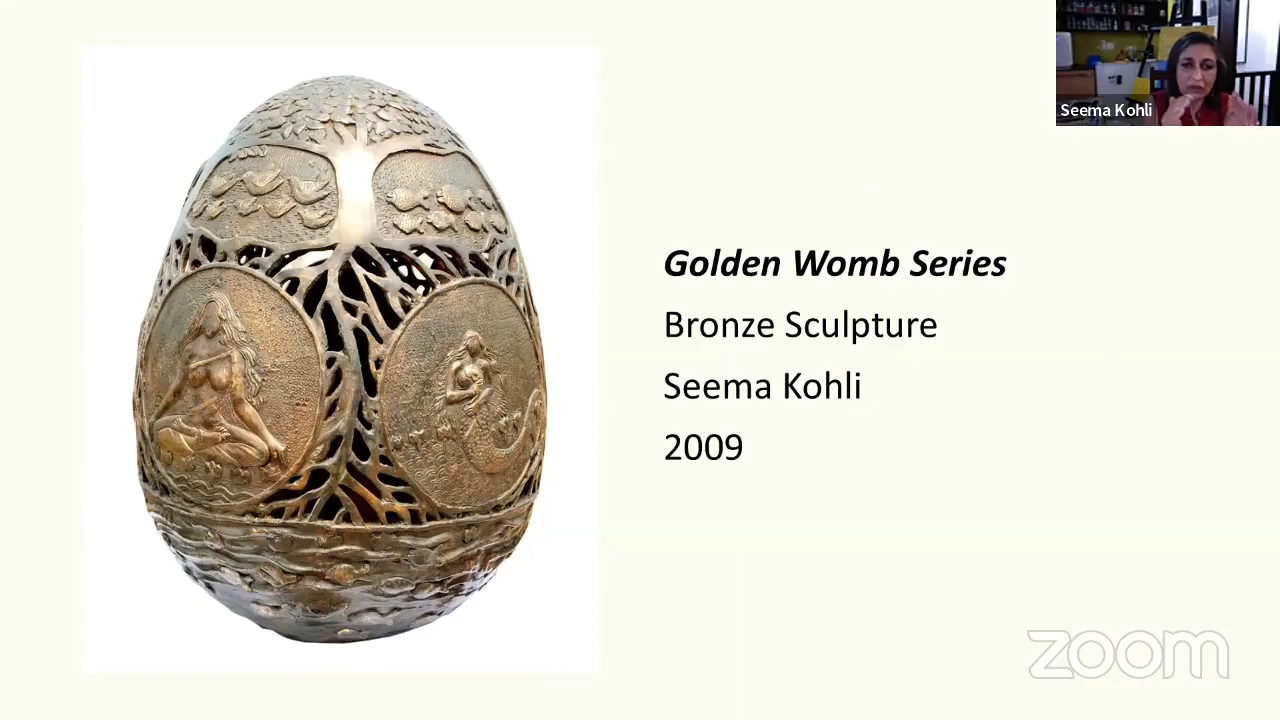 Seema Kohli
Golden Womb Series
Bronze Sculpture
Seema Kohli
2009
zoom